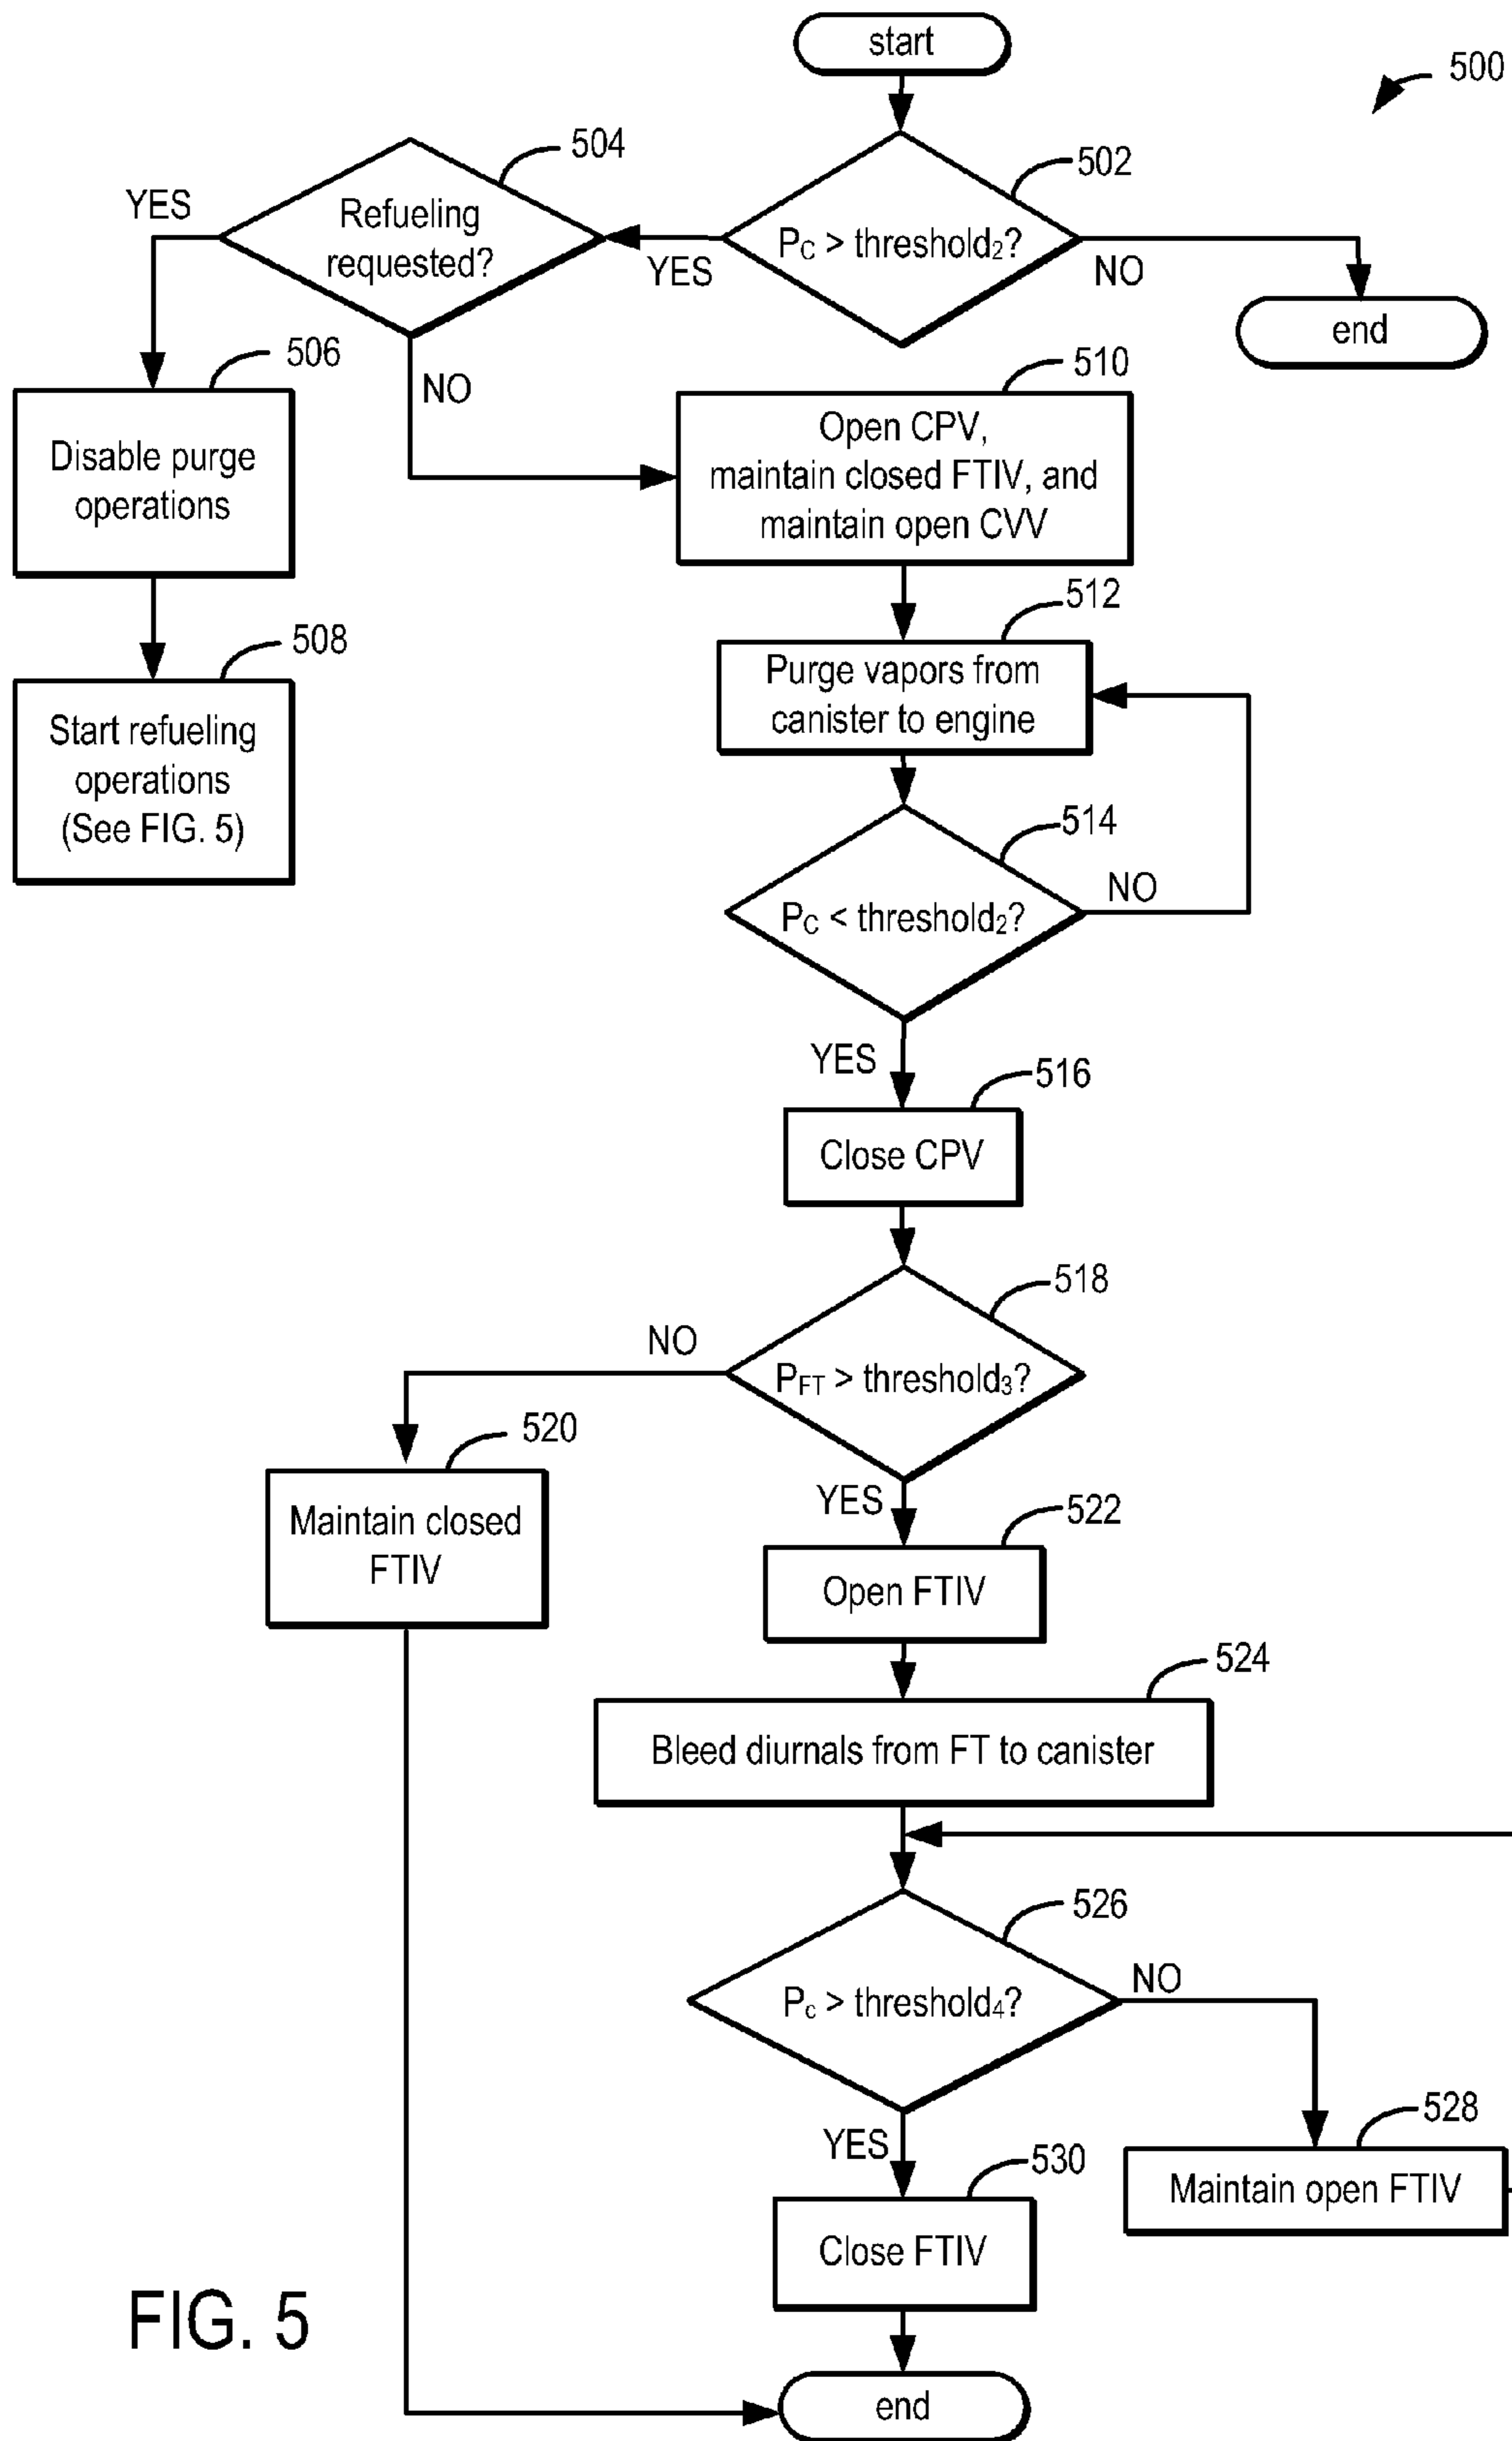 start
500
504
502
YES
Refueling
requested?
YES
P_C > threshold₂?
NO
end
506
NO
510
Disable purge
operations
Open CPV,
maintain closed FTIV, and
maintain open CVV
508
512
Start refueling
operations
(See FIG. 5)
Purge vapors from
canister to engine
514
P_C < threshold₂?
NO
YES
516
Close CPV
518
NO
P_FT > threshold₃?
520
YES
522
Maintain closed
FTIV
Open FTIV
524
Bleed diurnals from FT to canister
526
P_c > threshold₄?
NO
528
YES
530
Maintain open FTIV
Close FTIV
FIG. 5
end